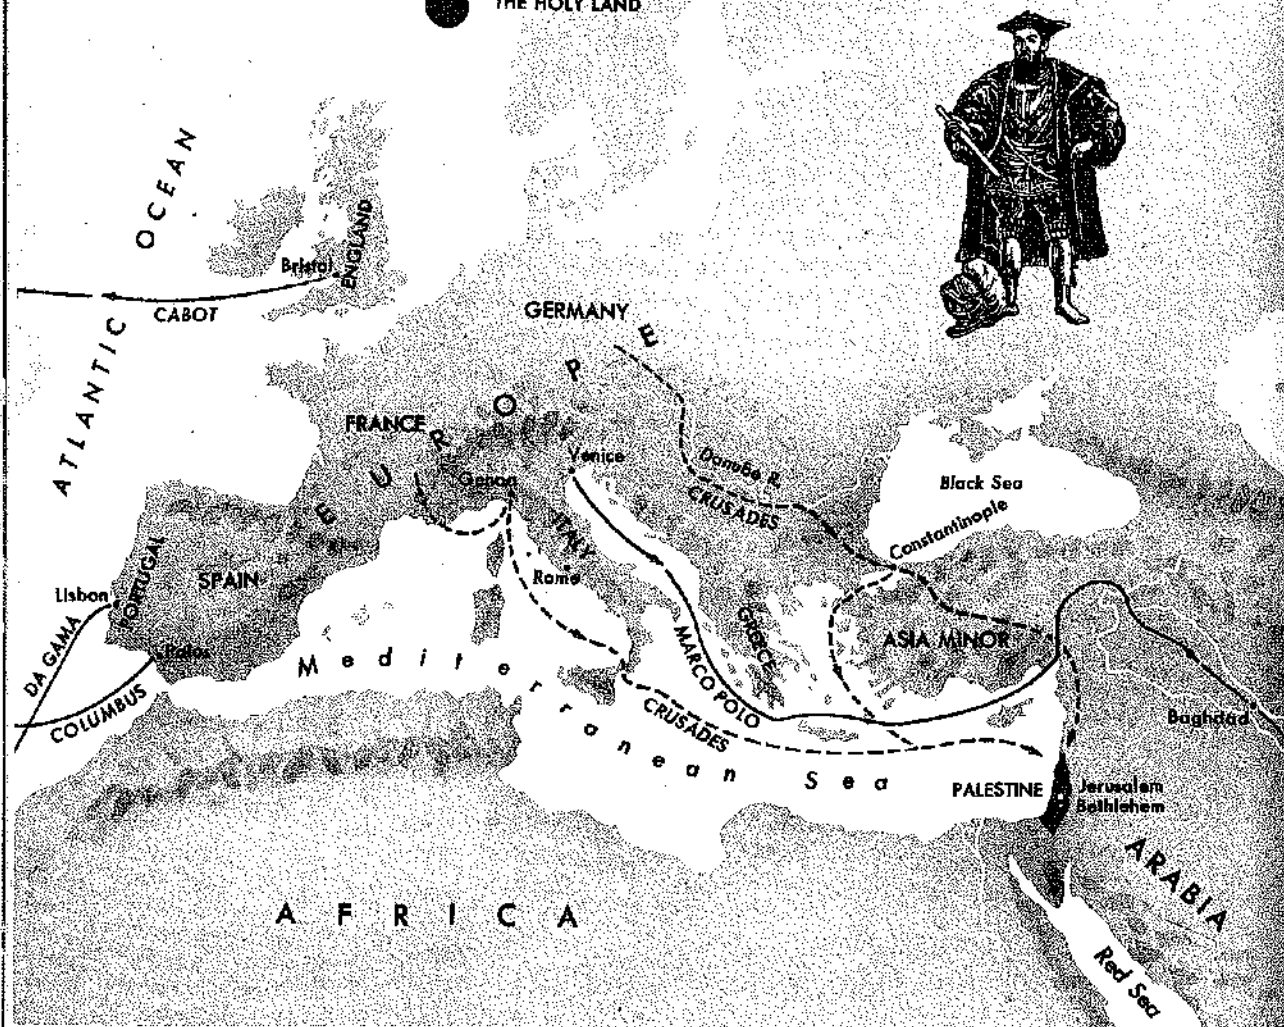 THE HOLY LAND
ATLANTIC OCEAN
Bristol
ENGLAND
CABOT
GERMANY
EUROPE
FRANCE
Venice
Genoa
Danube R.
CRUSADES
Black Sea
Constantinople
ITALY
Rome
PORTUGAL
SPAIN
Lisbon
DA GAMA
Palos
COLUMBUS
Mediterranean Sea
MARCO POLO
GREECE
ASIA MINOR
CRUSADES
Baghdad
PALESTINE
Jerusalem
Bethlehem
ARABIA
AFRICA
Red Sea